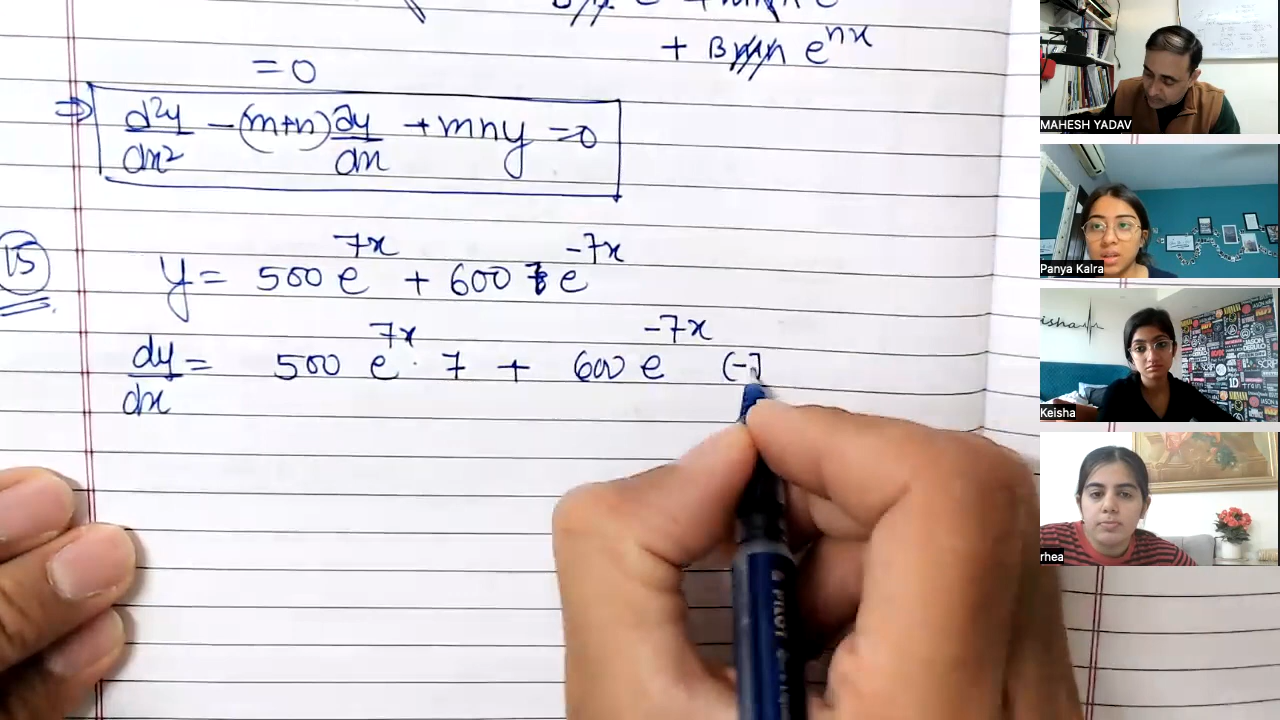 + Bmn e^nx
= 0
⇒ d²y/dx² - (m+n) dy/dx + mny = 0
15
y = 500 e^7x + 600 e^-7x
dy/dx = 500 e^7x · 7 + 600 e^-7x (-7
MAHESH YADAV
Panya Kalra
Keisha
rhea